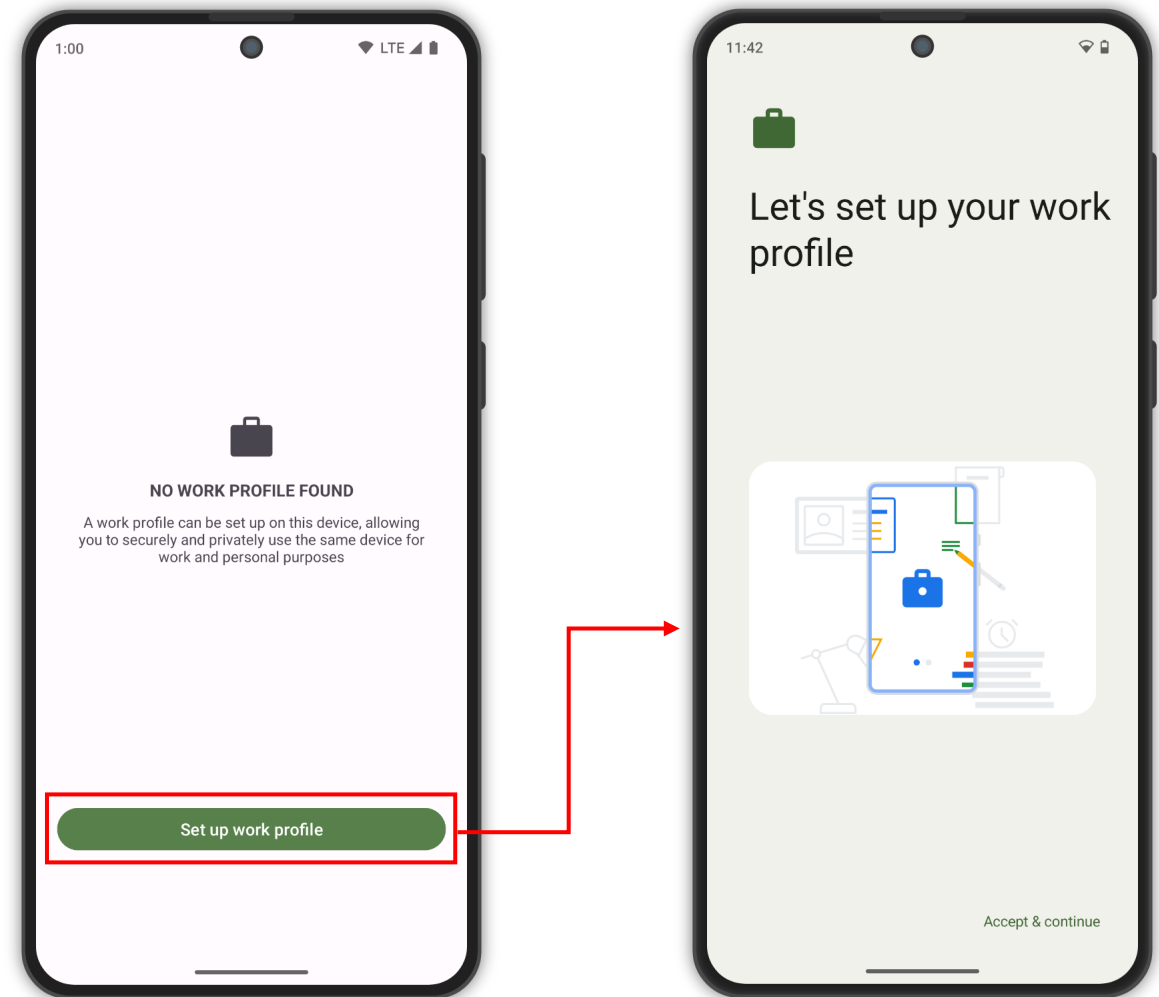 1:00
LTE
NO WORK PROFILE FOUND
A work profile can be set up on this device, allowing
you to securely and privately use the same device for
work and personal purposes
Set up work profile
11:42
Let's set up your work
profile
Accept & continue